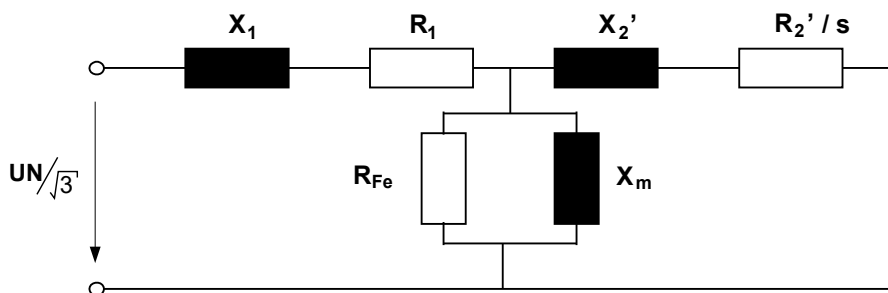 X1
R1
X2’
R2’ / s
UN/√3
RFe
Xm